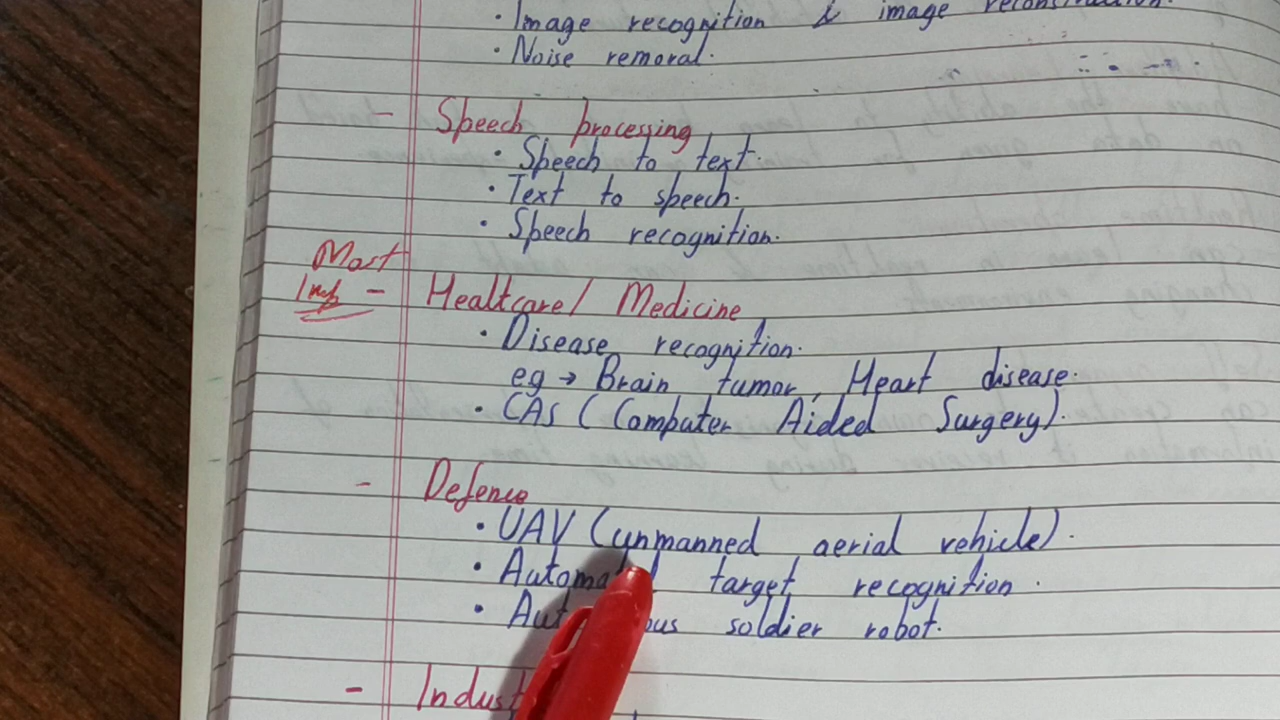 • Image recognition & image reconstruction.
• Noise removal.
- Speech processing
• Speech to text.
• Text to speech.
• Speech recognition.
Most
Imp - Healtcare/ Medicine
• Disease recognition.
eg → Brain tumor, Heart disease.
• CAS (Computer Aided Surgery).
- Defence
• UAV (unmanned aerial vehicle).
• target recognition.
• soldier robot.
-